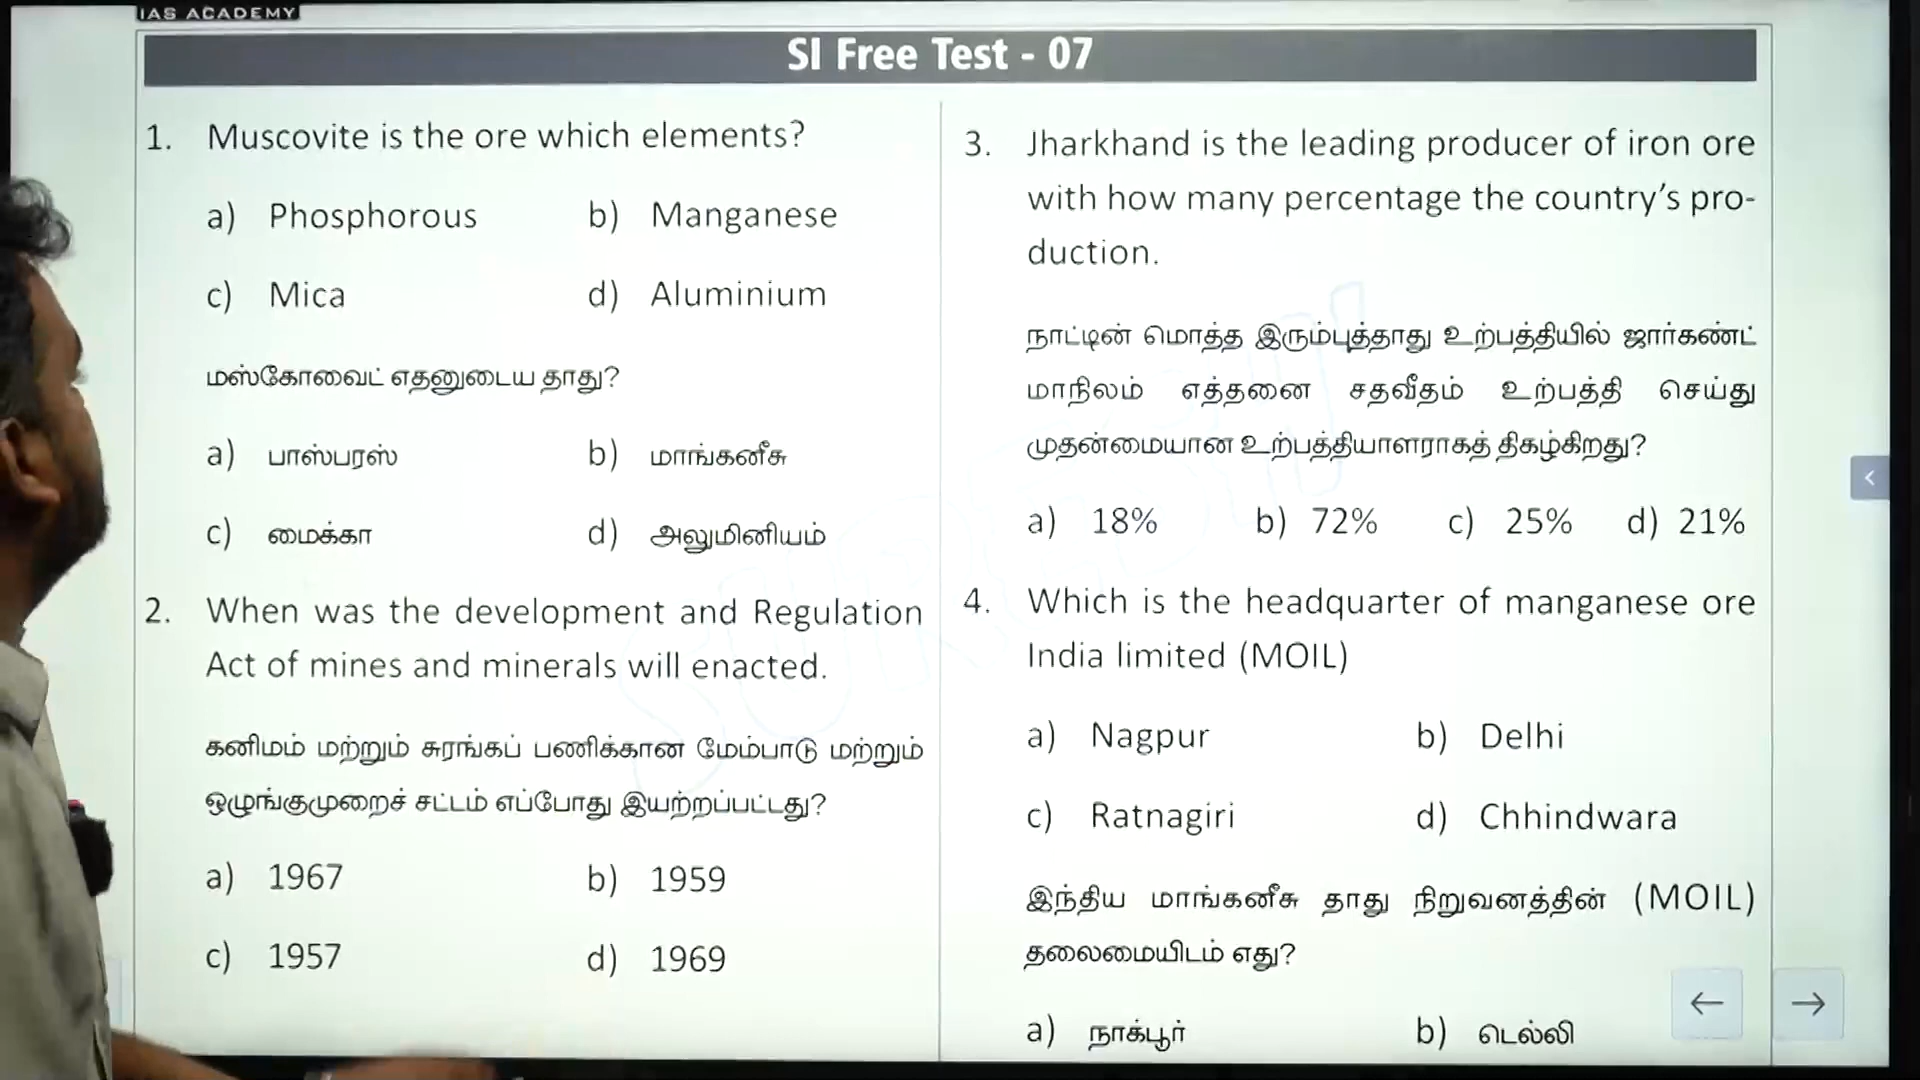 IAS ACADEMY
SI Free Test - 07
1. Muscovite is the ore which elements?
a) Phosphorous b) Manganese
c) Mica d) Aluminium
மஸ்கோவைட் எதனுடைய தாது?
a) பாஸ்பரஸ் b) மாங்கனீசு
c) மைக்கா d) அலுமினியம்
2. When was the development and Regulation
Act of mines and minerals will enacted.
கனிமம் மற்றும் சுரங்கப் பணிக்கான மேம்பாடு மற்றும்
ஒழுங்குமுறைச் சட்டம் எப்போது இயற்றப்பட்டது?
a) 1967 b) 1959
c) 1957 d) 1969
3. Jharkhand is the leading producer of iron ore
with how many percentage the country's pro-
duction.
நாட்டின் மொத்த இரும்புத்தாது உற்பத்தியில் ஜார்கண்ட்
மாநிலம் எத்தனை சதவீதம் உற்பத்தி செய்து
முதன்மையான உற்பத்தியாளராகத் திகழ்கிறது?
a) 18% b) 72% c) 25% d) 21%
4. Which is the headquarter of manganese ore
India limited (MOIL)
a) Nagpur b) Delhi
c) Ratnagiri d) Chhindwara
இந்திய மாங்கனீசு தாது நிறுவனத்தின் (MOIL)
தலைமையிடம் எது?
a) நாக்பூர் b) டெல்லி